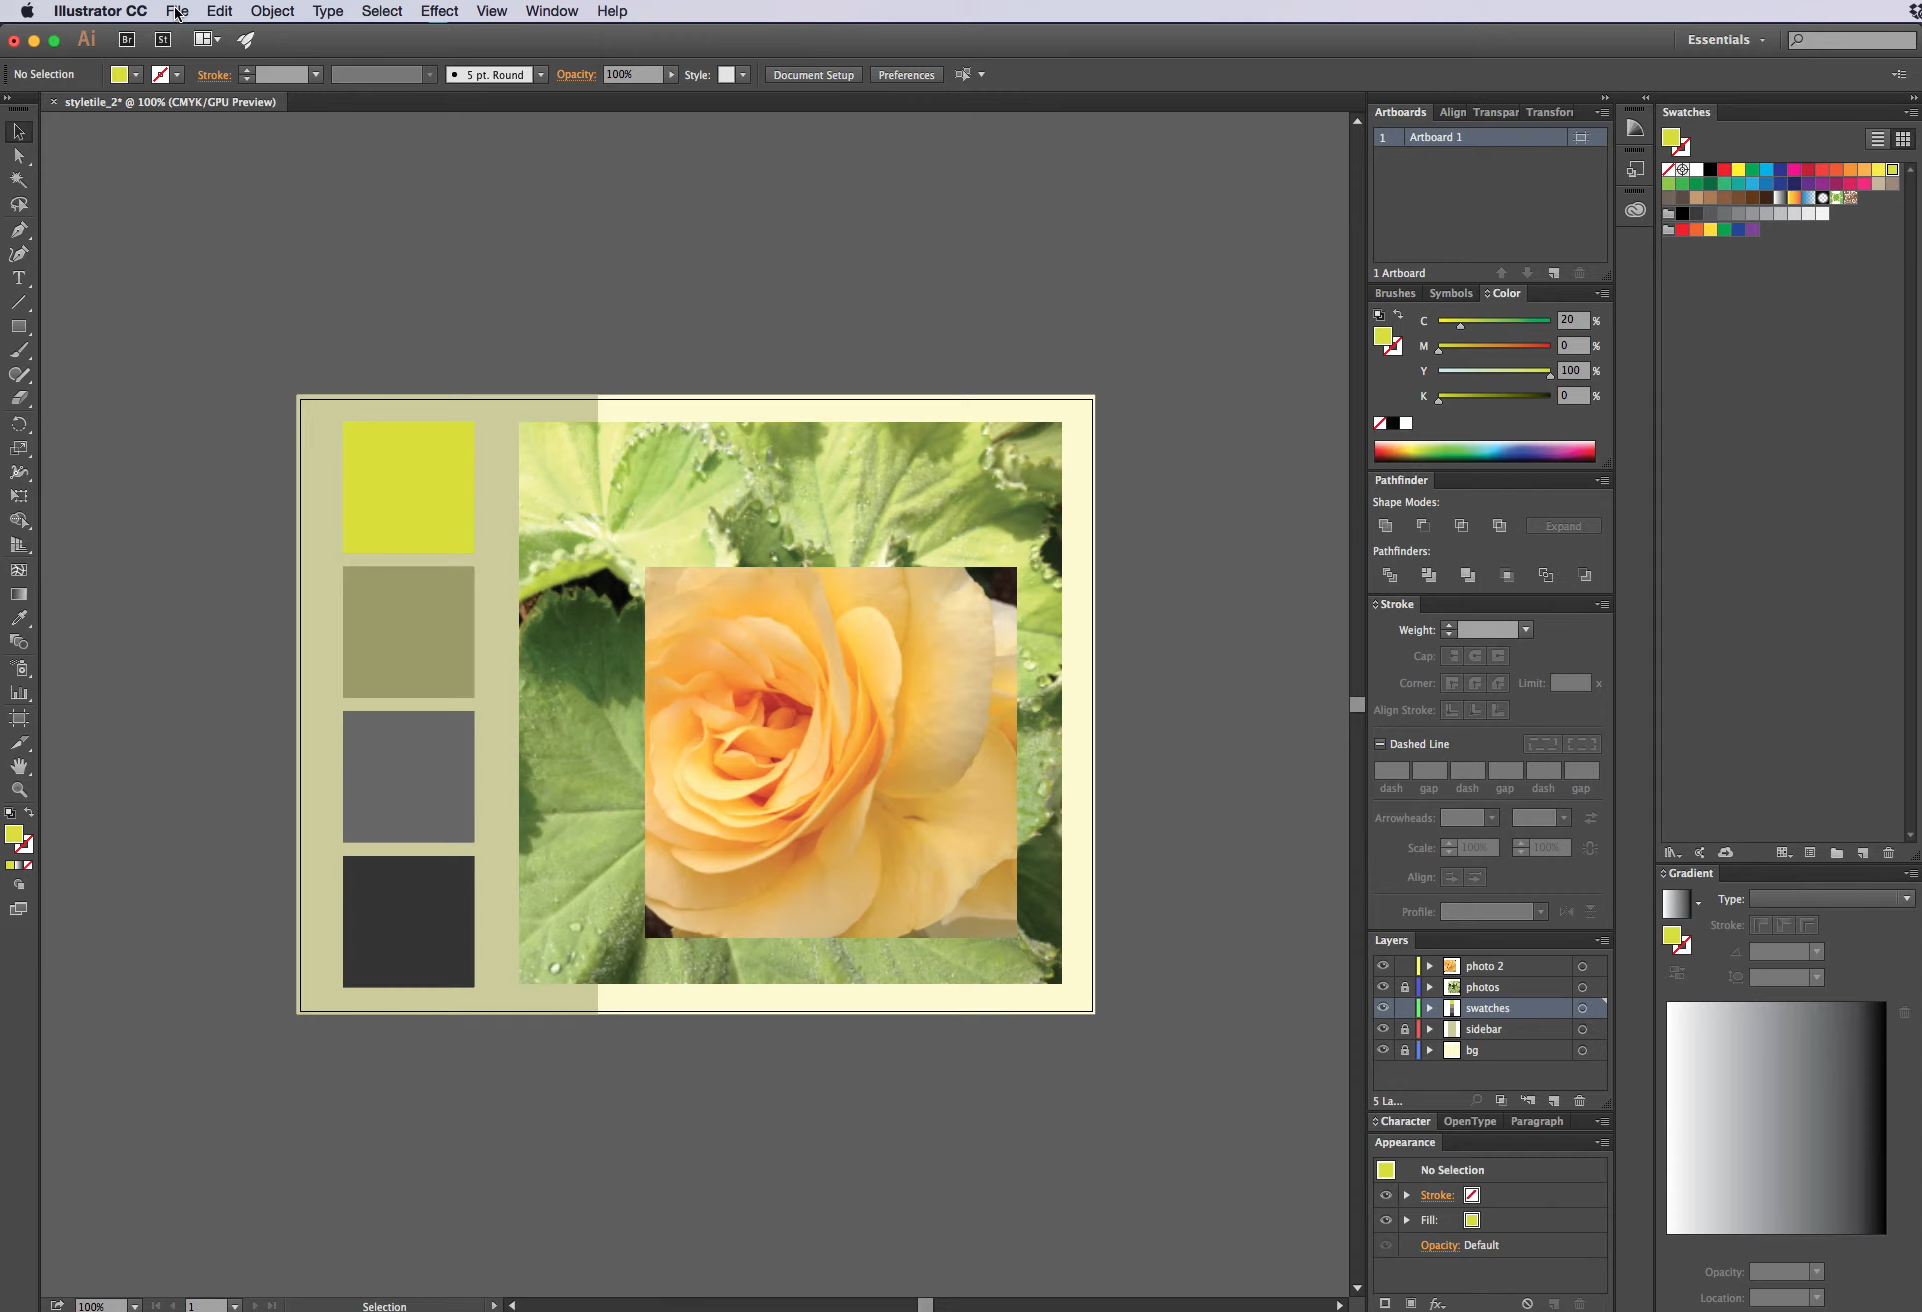 Illustrator CC File Edit Object Type Select Effect View Window Help
Ai Br St Essentials
No Selection Stroke: 5 pt. Round Opacity: 100% Style: Document Setup Preferences
× styletile_2* @ 100% (CMYK/GPU Preview)
Artboards Align Transpar Transforn
1 Artboard 1
1 Artboard
Brushes Symbols Color
C 20 %
M 0 %
Y 100 %
K 0 %
Pathfinder
Shape Modes:
Expand
Pathfinders:
Stroke
Weight:
Cap:
Corner: Limit: x
Align Stroke:
Dashed Line
dash gap dash gap dash gap
Arrowheads:
Scale: 100% 100%
Align:
Profile:
Layers
photo 2
photos
swatches
sidebar
bg
5 La...
Character OpenType Paragraph
Appearance
No Selection
Stroke:
Fill:
Opacity: Default
fx
Swatches
Gradient
Type:
Stroke:
Opacity:
Location:
T
100% 1 Selection